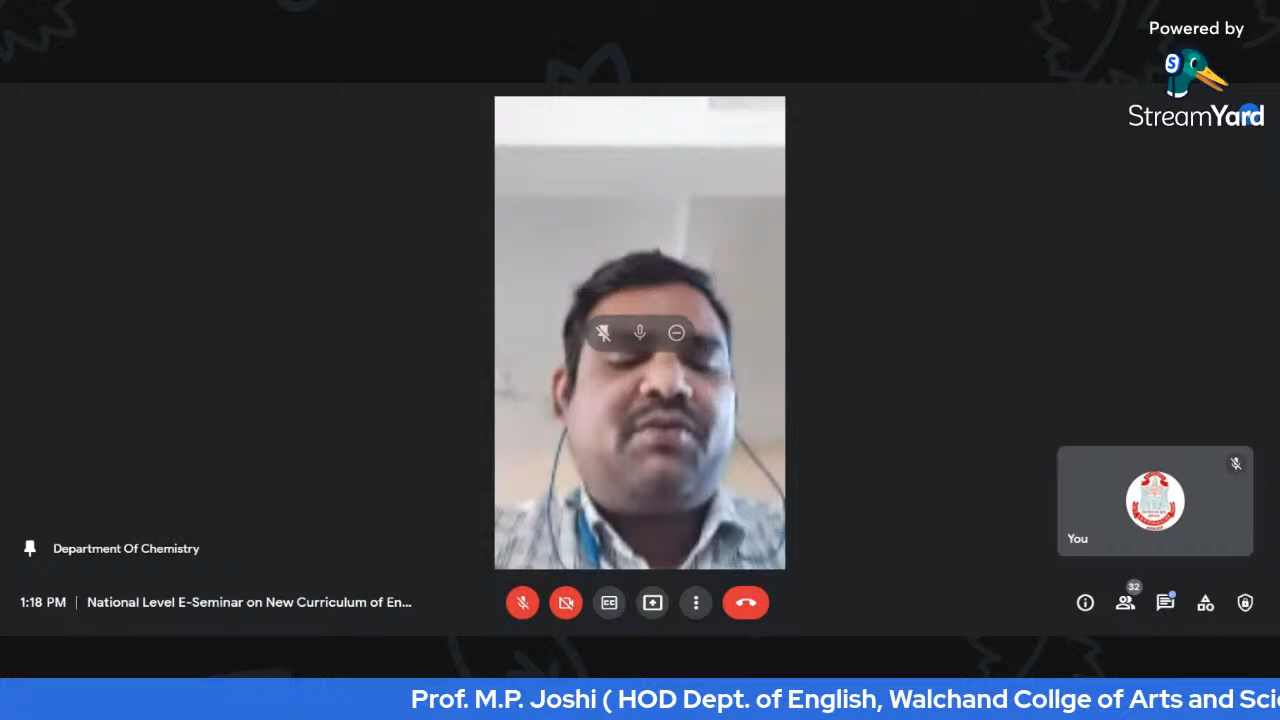 Powered by
StreamYard
You
Department Of Chemistry
1:18 PM | National Level E-Seminar on New Curriculum of En...
32
Prof. M.P. Joshi ( HOD Dept. of English, Walchand Collge of Arts and Sci